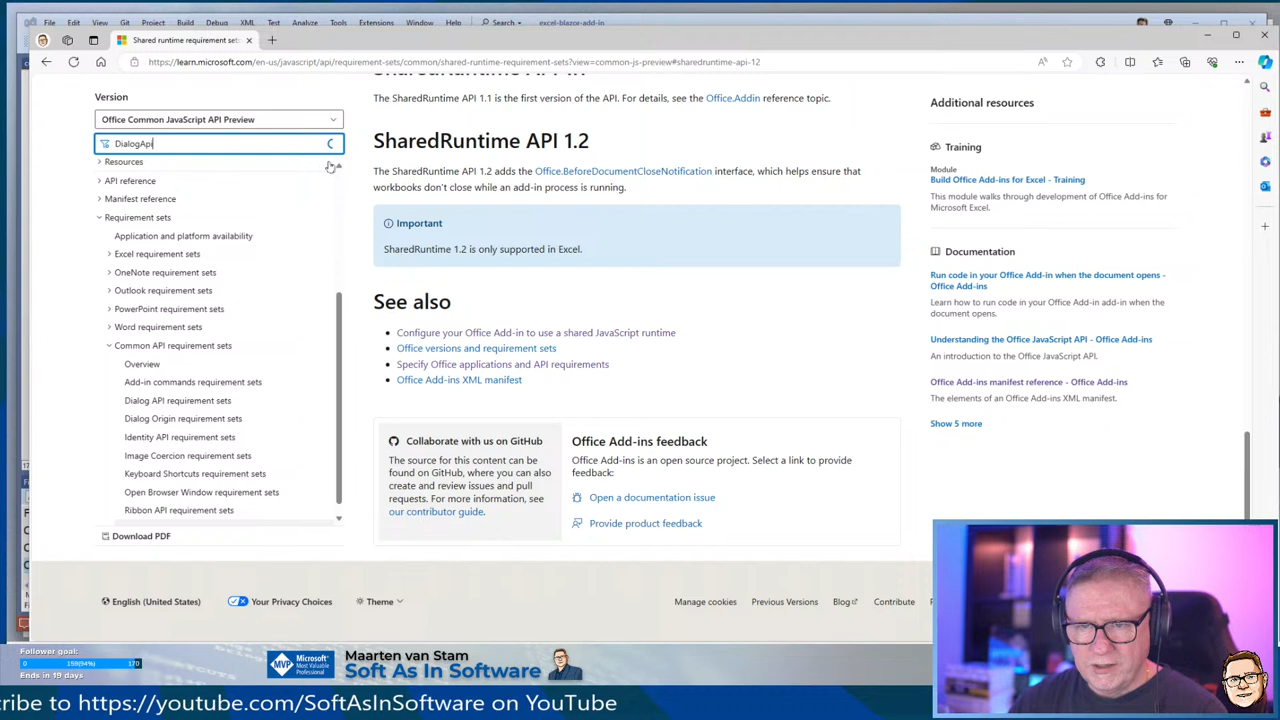 File Edit View Git Project Build Debug XML Test Analyze Tools Extensions Window Help Search excel-blazor-add-in
Shared runtime requirement set
https://learn.microsoft.com/en-us/javascript/api/requirement-sets/common/shared-runtime-requirement-sets?view=common-js-preview#sharedruntime-api-12
Version
Office Common JavaScript API Preview
DialogApi
Resources
API reference
Manifest reference
Requirement sets
Application and platform availability
Excel requirement sets
OneNote requirement sets
Outlook requirement sets
PowerPoint requirement sets
Word requirement sets
Common API requirement sets
Overview
Add-in commands requirement sets
Dialog API requirement sets
Dialog Origin requirement sets
Identity API requirement sets
Image Coercion requirement sets
Keyboard Shortcuts requirement sets
Open Browser Window requirement sets
Ribbon API requirement sets
Download PDF
The SharedRuntime API 1.1 is the first version of the API. For details, see the Office.Addin reference topic.
SharedRuntime API 1.2
The SharedRuntime API 1.2 adds the Office.BeforeDocumentCloseNotification interface, which helps ensure that
workbooks don't close while an add-in process is running.
Important
SharedRuntime 1.2 is only supported in Excel.
See also
• Configure your Office Add-in to use a shared JavaScript runtime
• Office versions and requirement sets
• Specify Office applications and API requirements
• Office Add-ins XML manifest
Collaborate with us on GitHub
The source for this content can be
found on GitHub, where you can also
create and review issues and pull
requests. For more information, see
our contributor guide.
Office Add-ins feedback
Office Add-ins is an open source project. Select a link to provide
feedback:
Open a documentation issue
Provide product feedback
Additional resources
Training
Module
Build Office Add-ins for Excel - Training
This module walks through development of Office Add-ins for
Microsoft Excel.
Documentation
Run code in your Office Add-in when the document opens -
Office Add-ins
Learn how to run code in your Office Add-in add-in when the
document opens.
Understanding the Office JavaScript API - Office Add-ins
An introduction to the Office JavaScript API.
Office Add-ins manifest reference - Office Add-ins
The elements of an Office Add-ins XML manifest.
Show 5 more
English (United States)
Your Privacy Choices
Theme
Manage cookies
Previous Versions
Blog
Contribute
Follower goal:
0 159(94%) 170
Ends in 19 days
MVP Microsoft Most Valuable Professional
Maarten van Stam
Soft As In Software
cribe to https://youtube.com/SoftAsInSoftware on YouTube